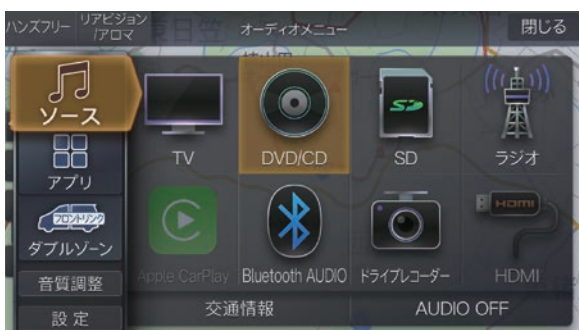 ハンズフリー
リアビジョン
/アロマ
オーディオメニュー
閉じる
ソース
TV
DVD/CD
SD
ラジオ
アプリ
フロントリンク
ダブルゾーン
Apple CarPlay
Bluetooth AUDIO
ドライブレコーダー
HDMI
HDMI
音質調整
設定
交通情報
AUDIO OFF